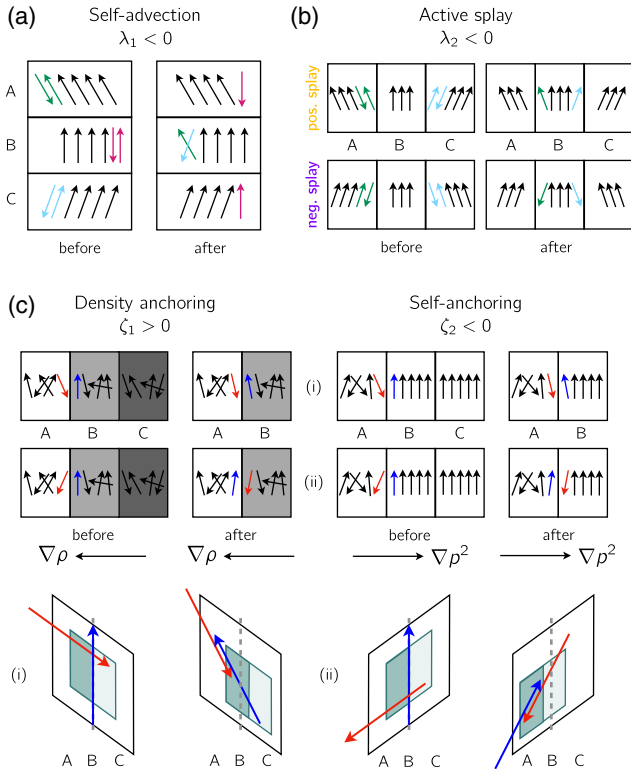 (a) Self-advection
λ₁ < 0
A
B
C
before after
(b) Active splay
λ₂ < 0
pos. splay
A B C A B C
neg. splay
before after
(c) Density anchoring
ζ₁ > 0
Self-anchoring
ζ₂ < 0
(i)
A B C A B A B C A B
(ii)
before after before after
∇ρ ∇ρ ∇p² ∇p²
(i) (ii)
A B C A B C A B C A B C